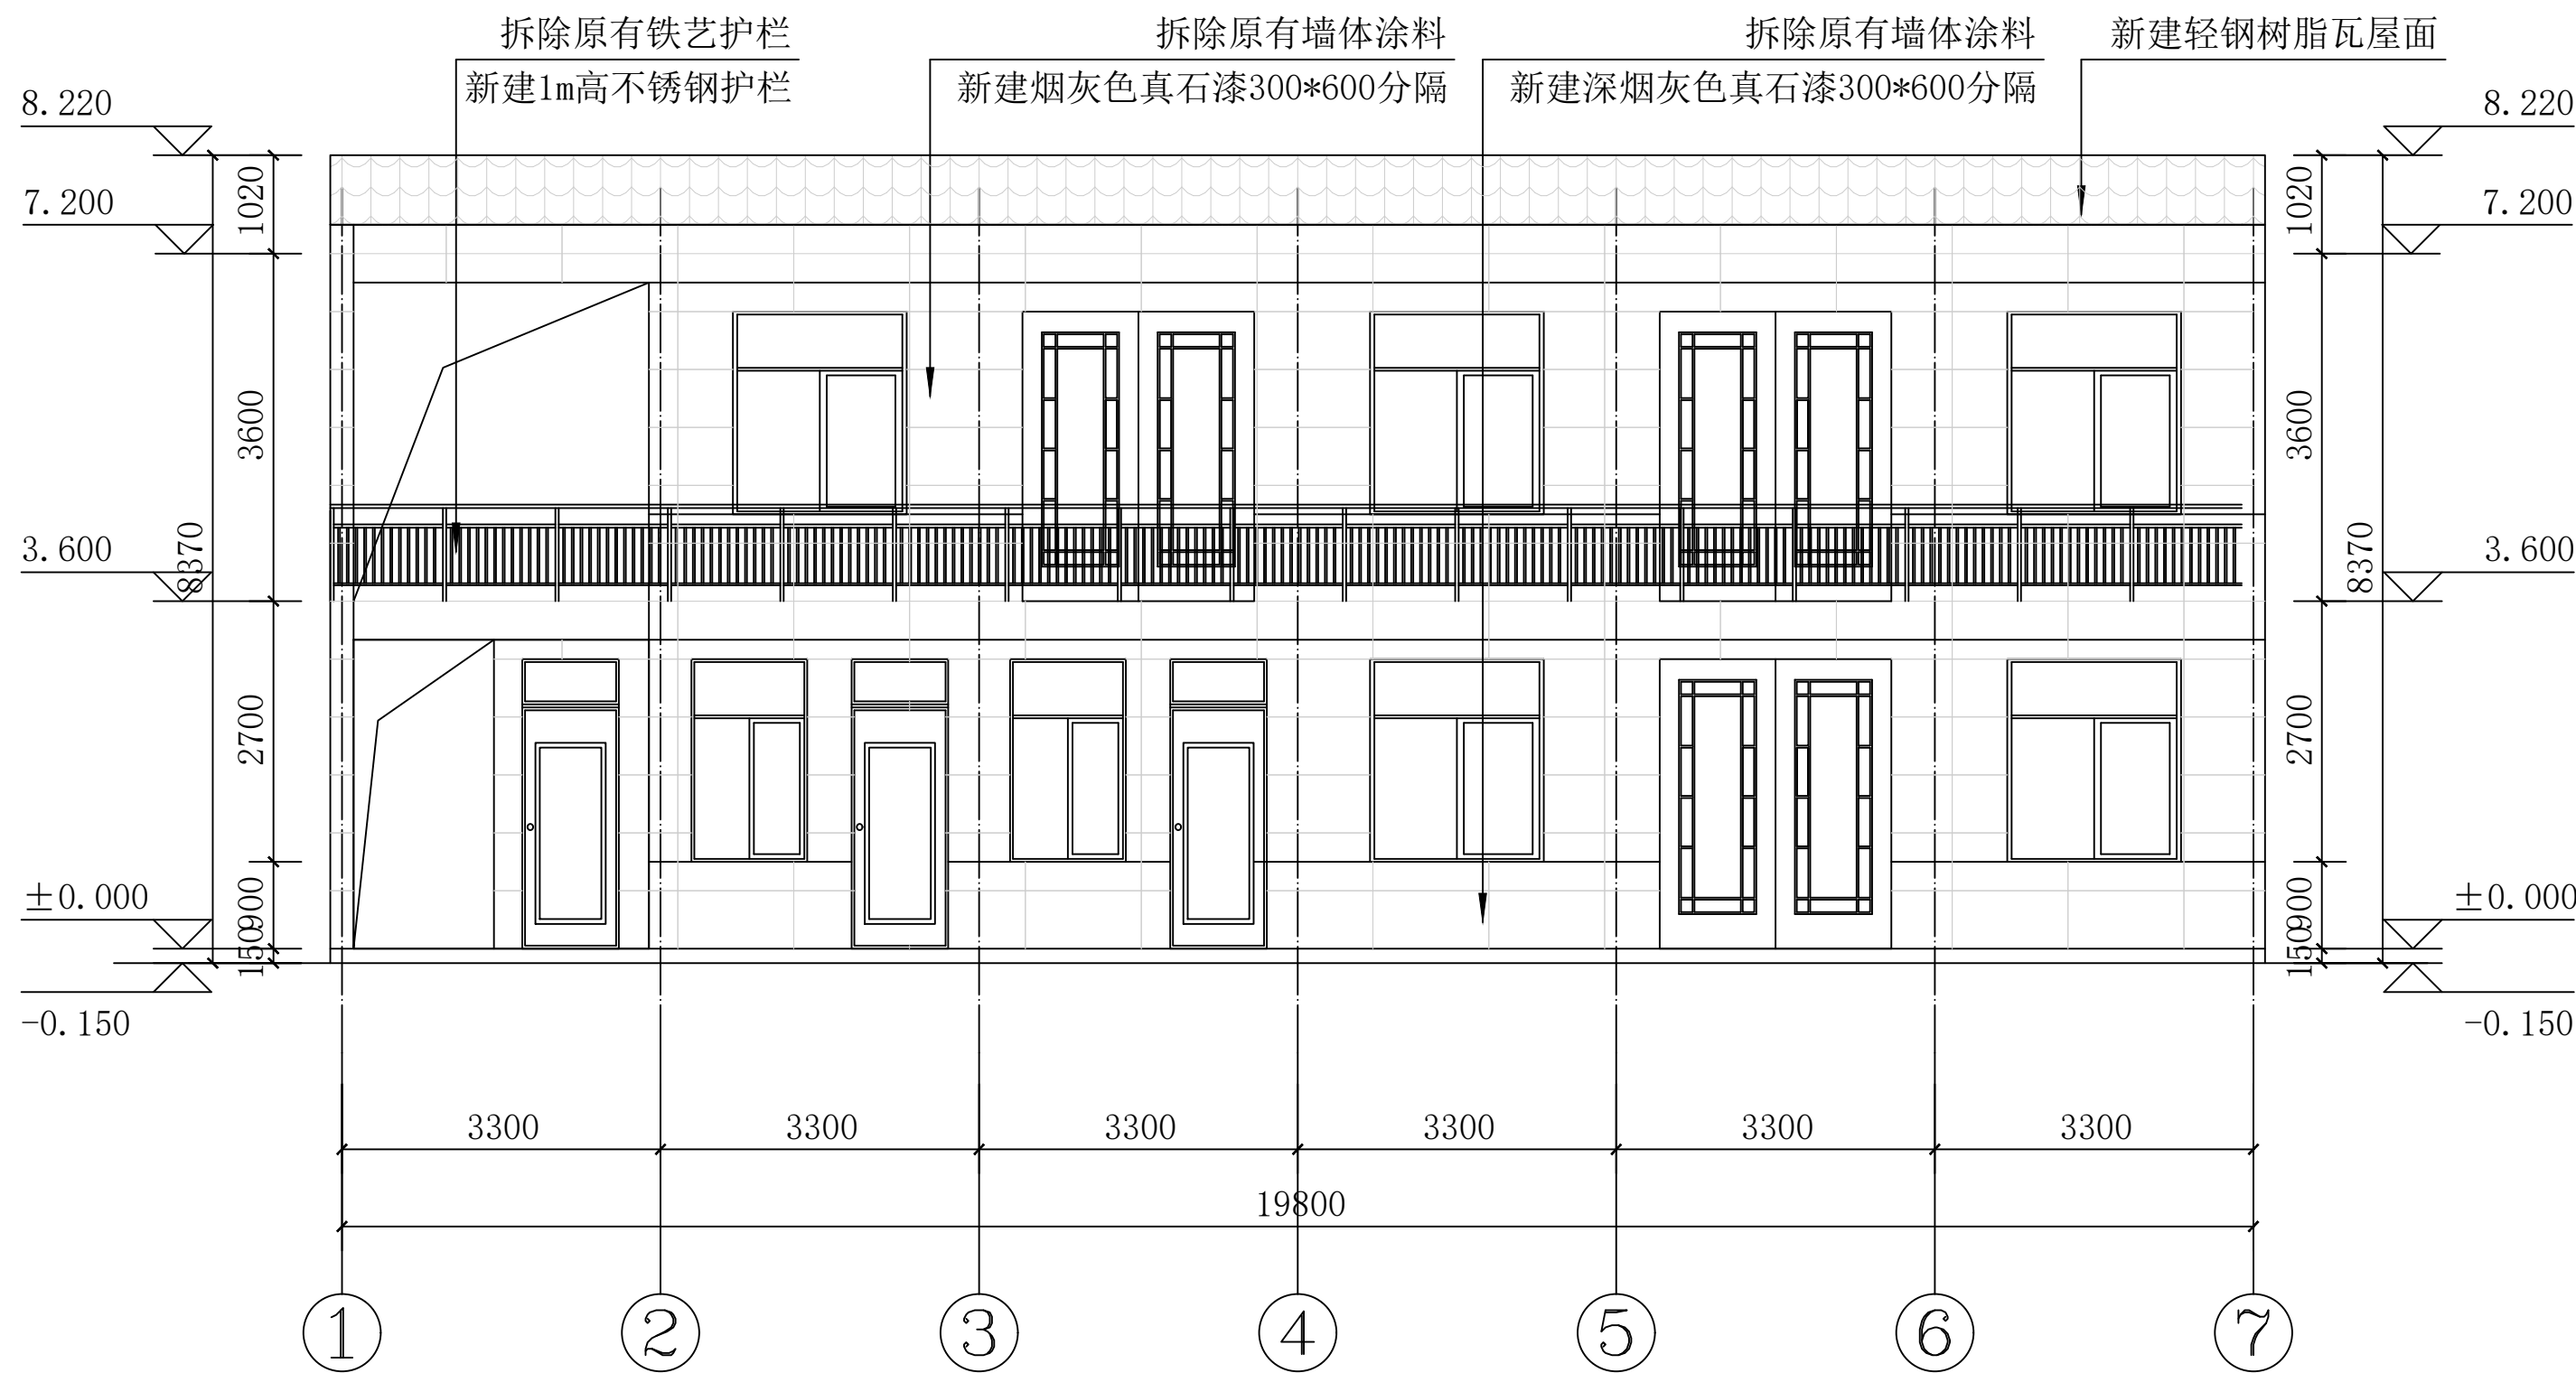 拆除原有铁艺护栏
新建1m高不锈钢护栏
拆除原有墙体涂料
新建烟灰色真石漆300*600分隔
拆除原有墙体涂料
新建深烟灰色真石漆300*600分隔
新建轻钢树脂瓦屋面
8.220
7.200
3.600
±0.000
-0.150
1020
3600
2700
900
150
8370
8.220
7.200
3.600
±0.000
-0.150
1020
3600
2700
900
150
8370
3300 3300 3300 3300 3300 3300
19800
1 2 3 4 5 6 7